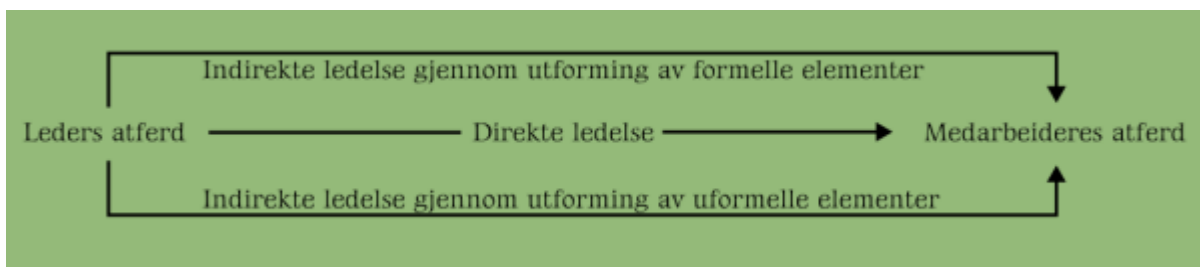 Indirekte ledelse gjennom utforming av formelle elementer
Leders atferd Direkte ledelse Medarbeideres atferd
Indirekte ledelse gjennom utforming av uformelle elementer